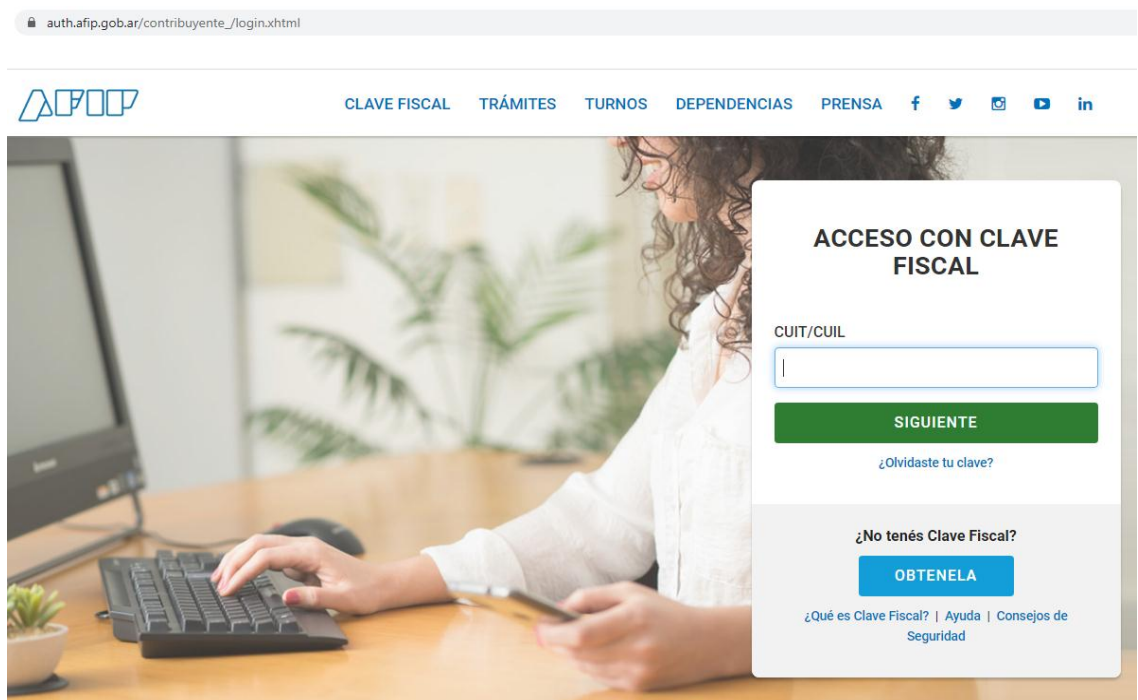 auth.afip.gob.ar/contribuyente_/login.xhtml
AFIP
CLAVE FISCAL TRÁMITES TURNOS DEPENDENCIAS PRENSA
ACCESO CON CLAVE
FISCAL
CUIT/CUIL
SIGUIENTE
¿Olvidaste tu clave?
¿No tenés Clave Fiscal?
OBTENELA
¿Qué es Clave Fiscal? | Ayuda | Consejos de
Seguridad